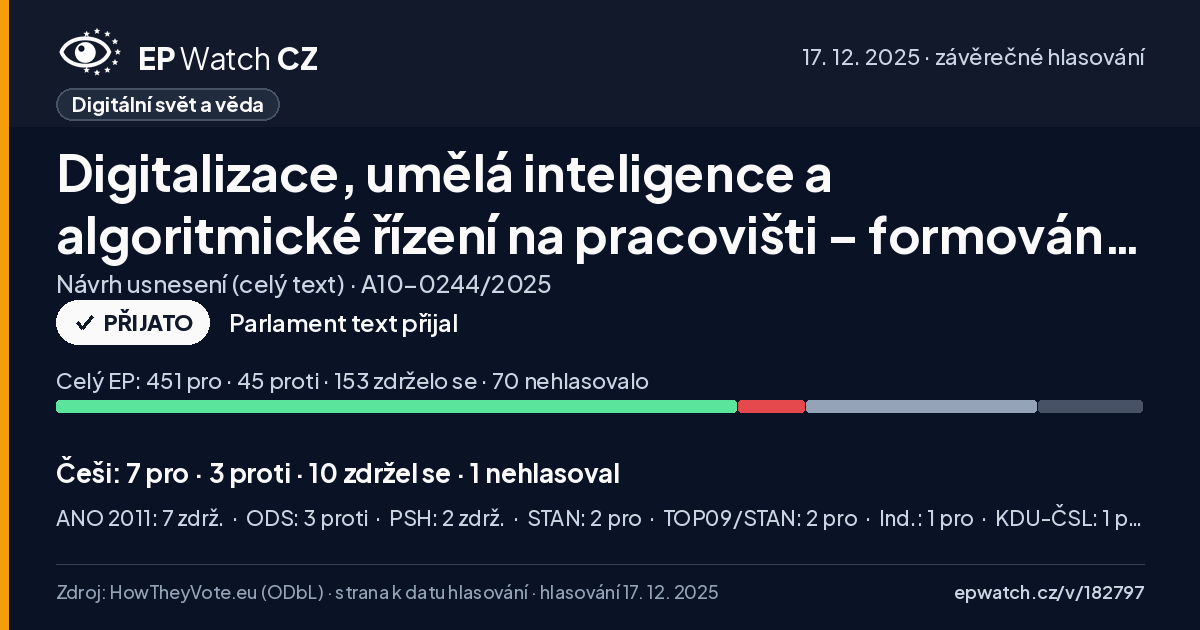 EP Watch CZ
17. 12. 2025 · závěrečné hlasování
Digitální svět a věda
Digitalizace, umělá inteligence a
algoritmické řízení na pracovišti – formován…
Návrh usnesení (celý text) · A10-0244/2025
✓ PŘIJATO Parlament text přijal
Celý EP: 451 pro · 45 proti · 153 zdrželo se · 70 nehlasovalo
Češi: 7 pro · 3 proti · 10 zdržel se · 1 nehlasoval
ANO 2011: 7 zdrž. · ODS: 3 proti · PSH: 2 zdrž. · STAN: 2 pro · TOP09/STAN: 2 pro · Ind.: 1 pro · KDU-ČSL: 1 p…
Zdroj: HowTheyVote.eu (ODbL) · strana k datu hlasování · hlasování 17. 12. 2025
epwatch.cz/v/182797